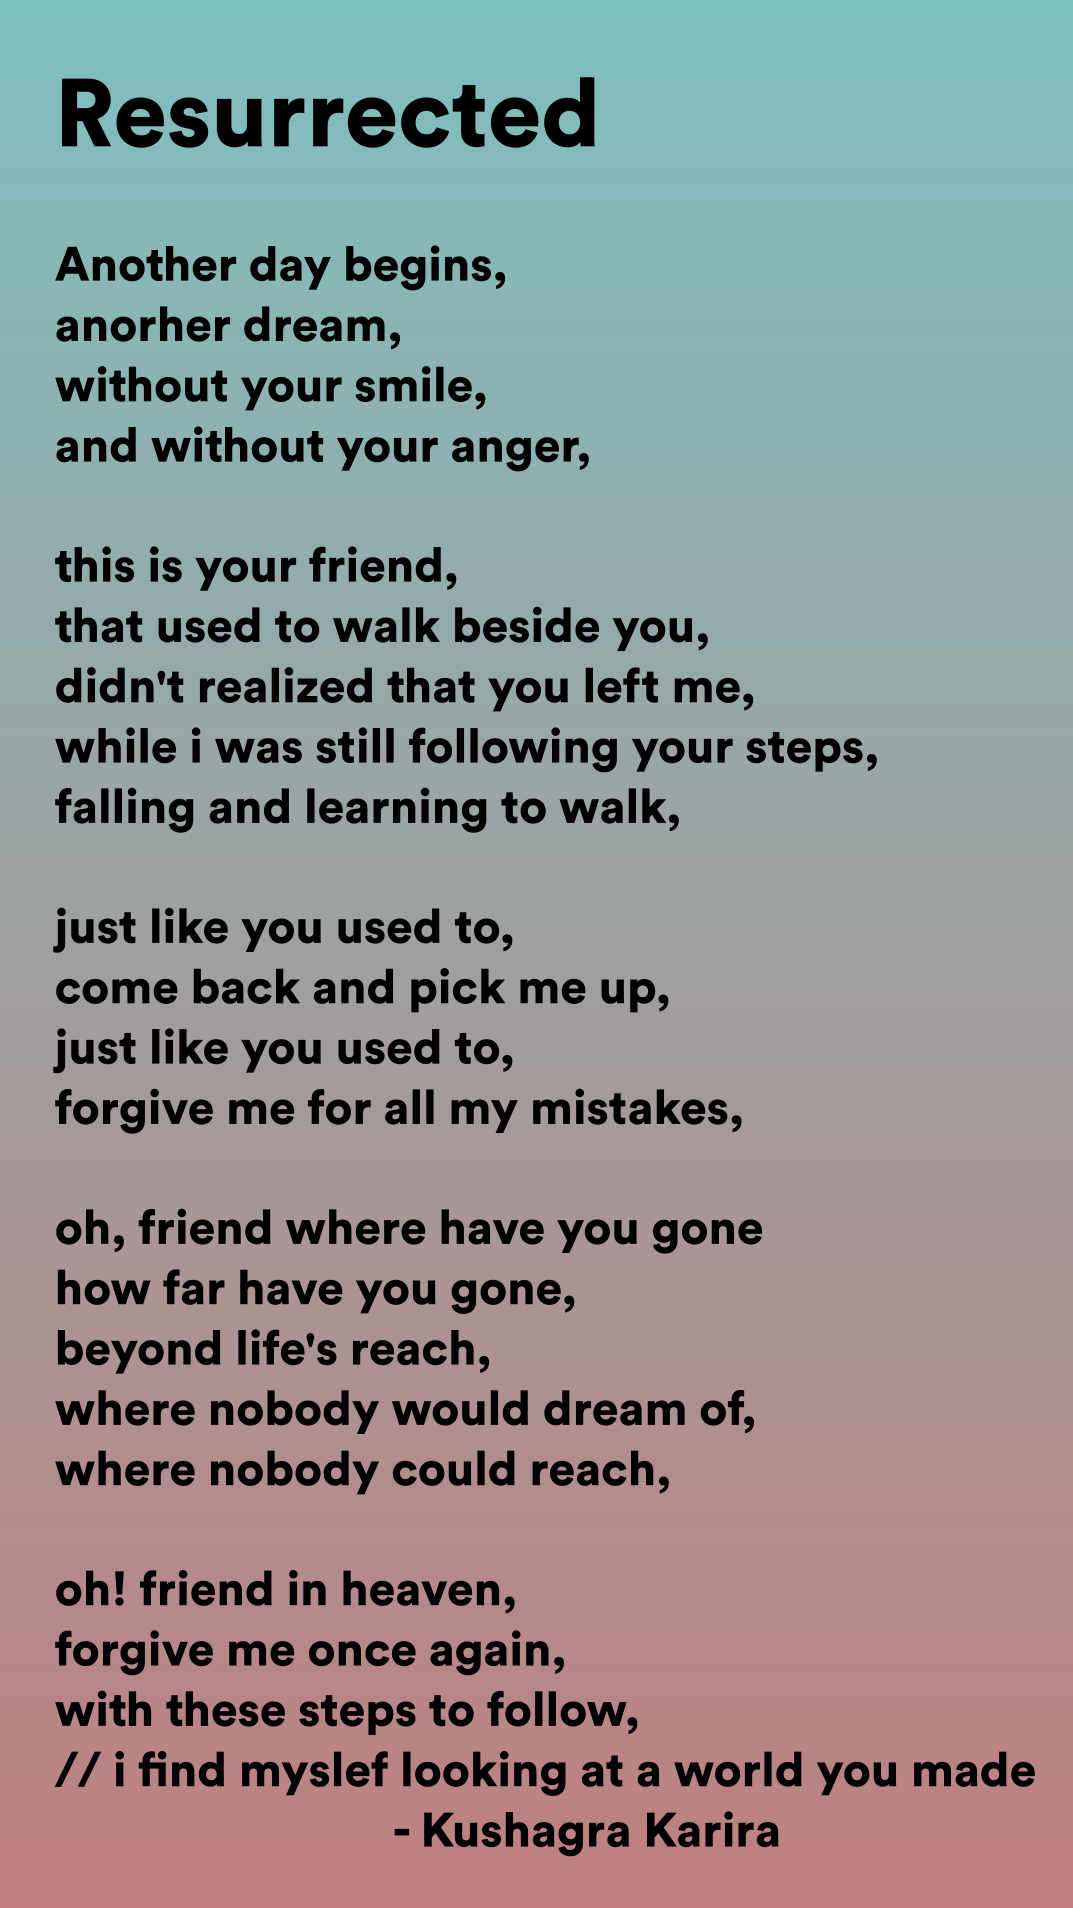 Resurrected
Another day begins,
anorher dream,
without your smile,
and without your anger,
this is your friend,
that used to walk beside you,
didn't realized that you left me,
while i was still following your steps,
falling and learning to walk,
just like you used to,
come back and pick me up,
just like you used to,
forgive me for all my mistakes,
oh, friend where have you gone
how far have you gone,
beyond life's reach,
where nobody would dream of,
where nobody could reach,
oh! friend in heaven,
forgive me once again,
with these steps to follow,
// i find myslef looking at a world you made
- Kushagra Karira